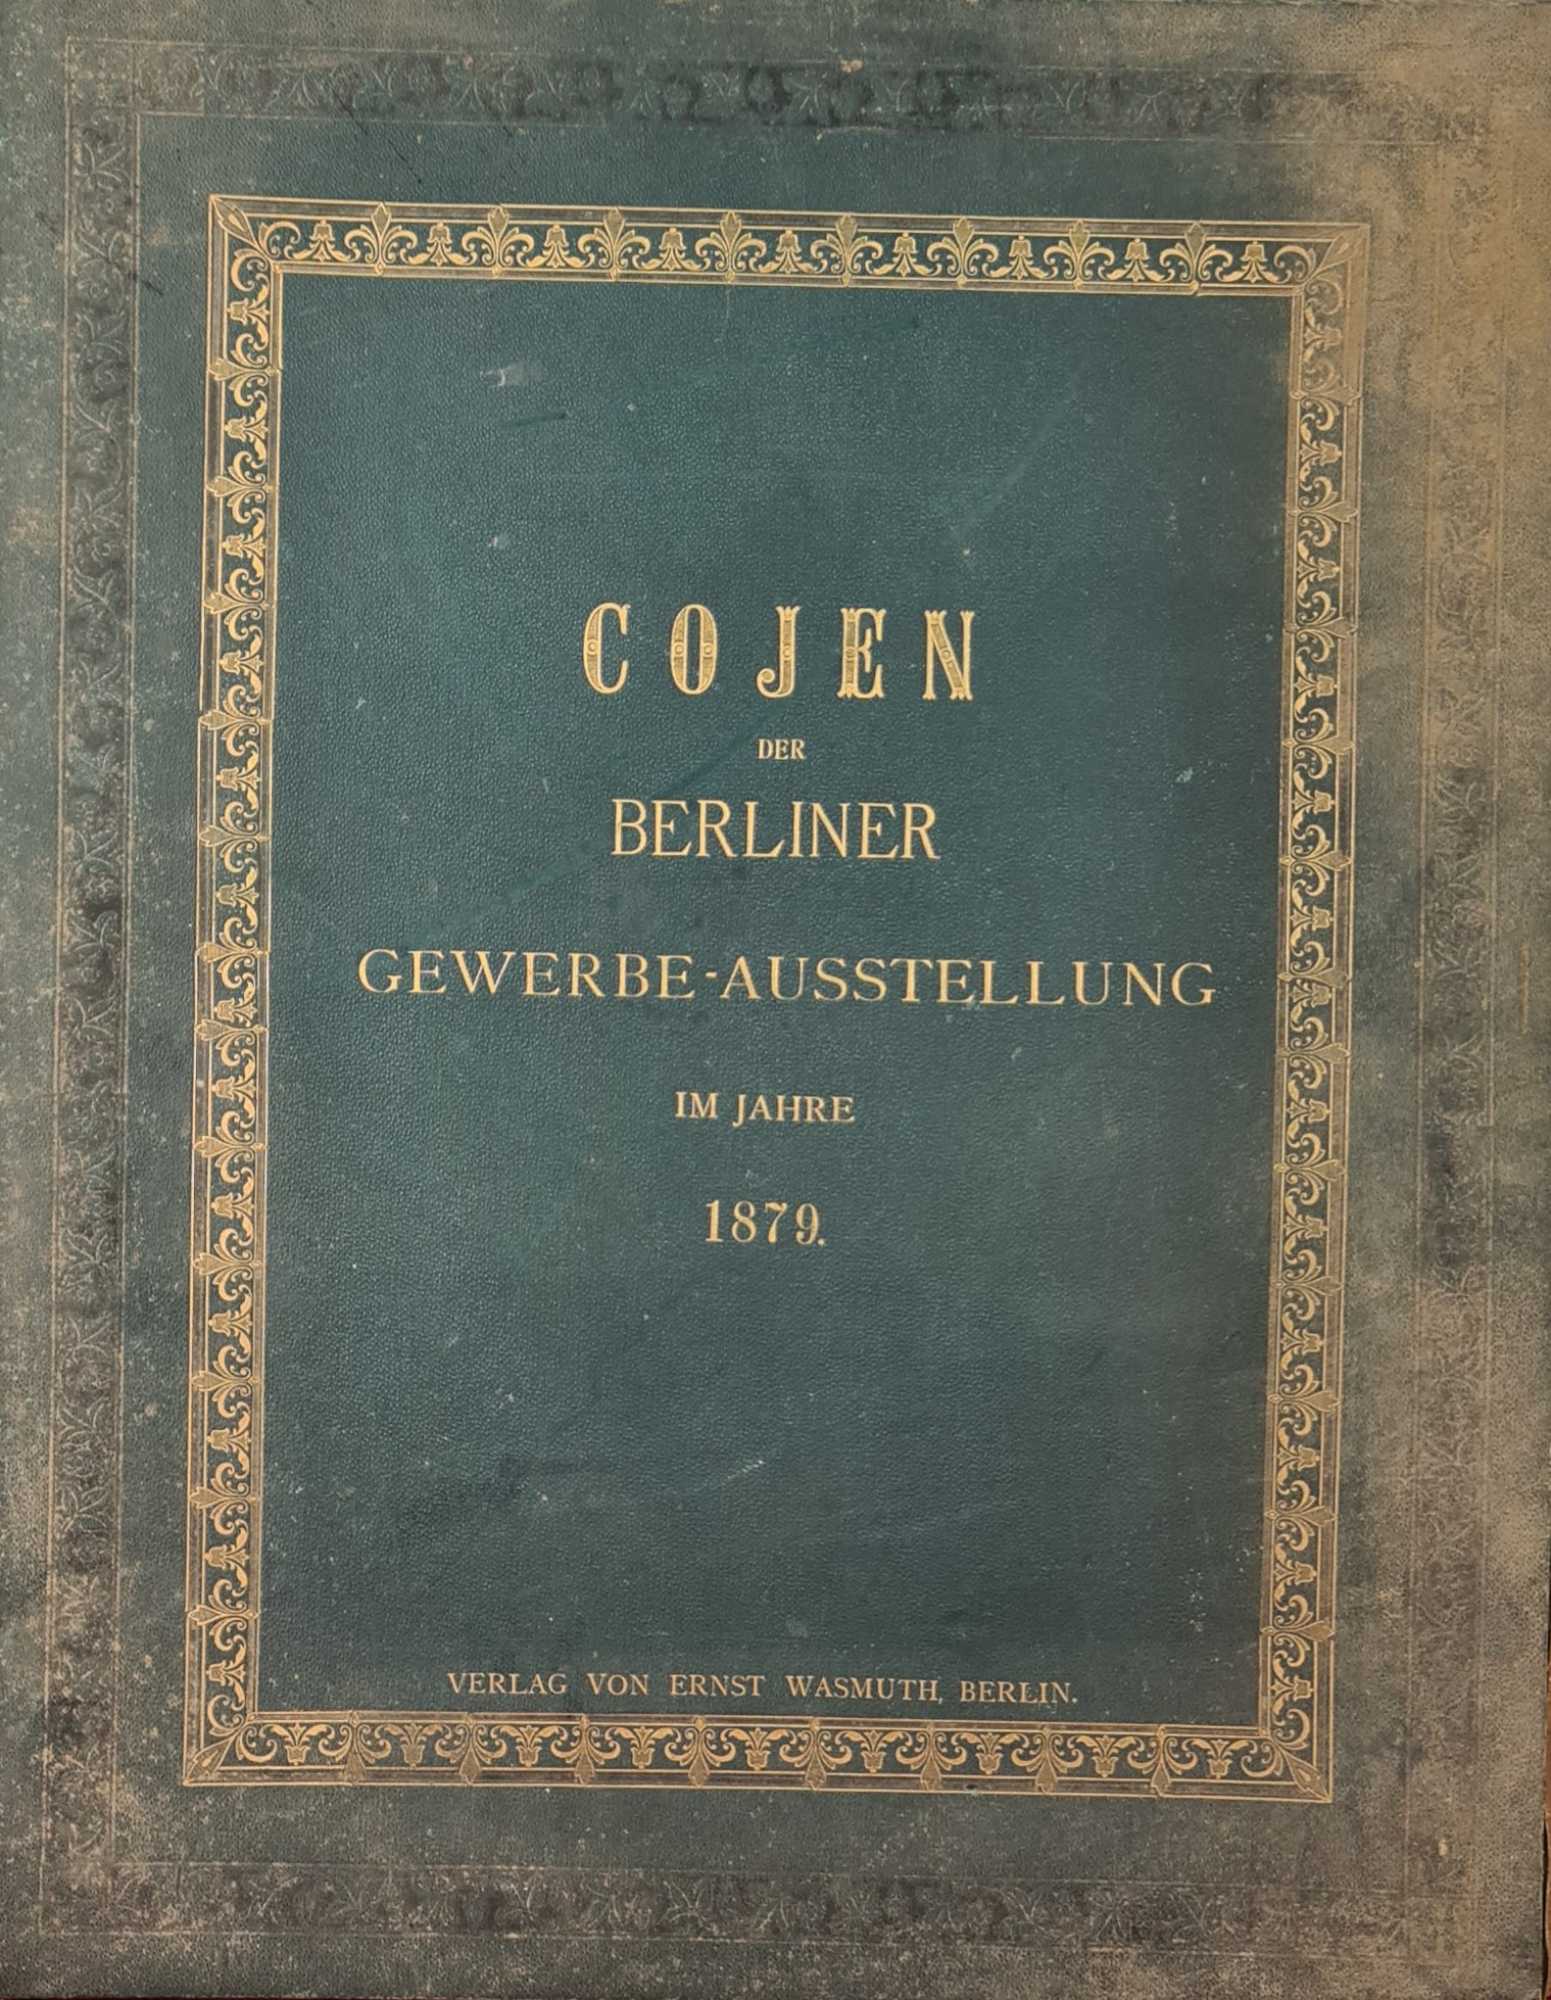 COJEN
DER
BERLINER
GEWERBE-AUSSTELLUNG
IM JAHRE
1879.
VERLAG VON ERNST WASMUTH, BERLIN.